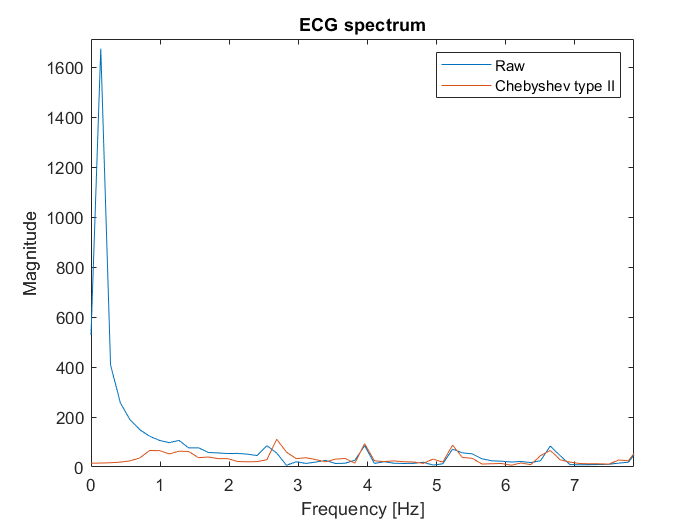 ECG spectrum
Raw
Chebyshev type II
1600
1400
1200
1000
800
600
400
200
0
Magnitude
0 1 2 3 4 5 6 7
Frequency [Hz]